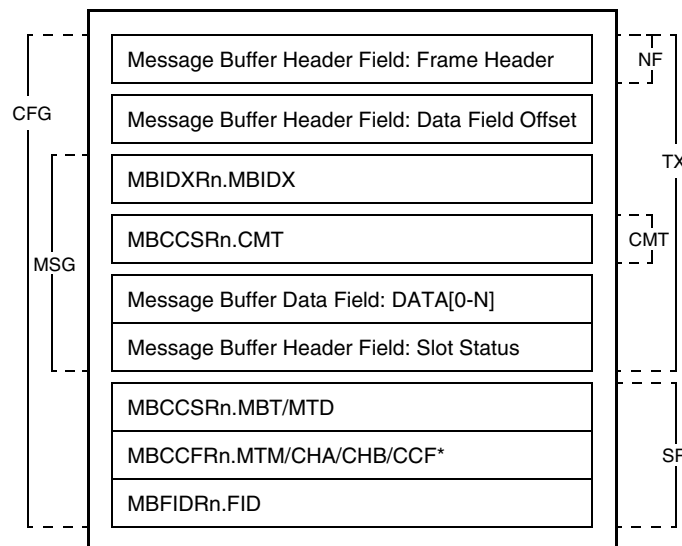 Message Buffer Header Field: Frame Header
NF
CFG
Message Buffer Header Field: Data Field Offset
TX
MBIDXRn.MBIDX
MBCCSRn.CMT
CMT
MSG
Message Buffer Data Field: DATA[0-N]
Message Buffer Header Field: Slot Status
MBCCSRn.MBT/MTD
MBCCFRn.MTM/CHA/CHB/CCF*
SR
MBFIDRn.FID